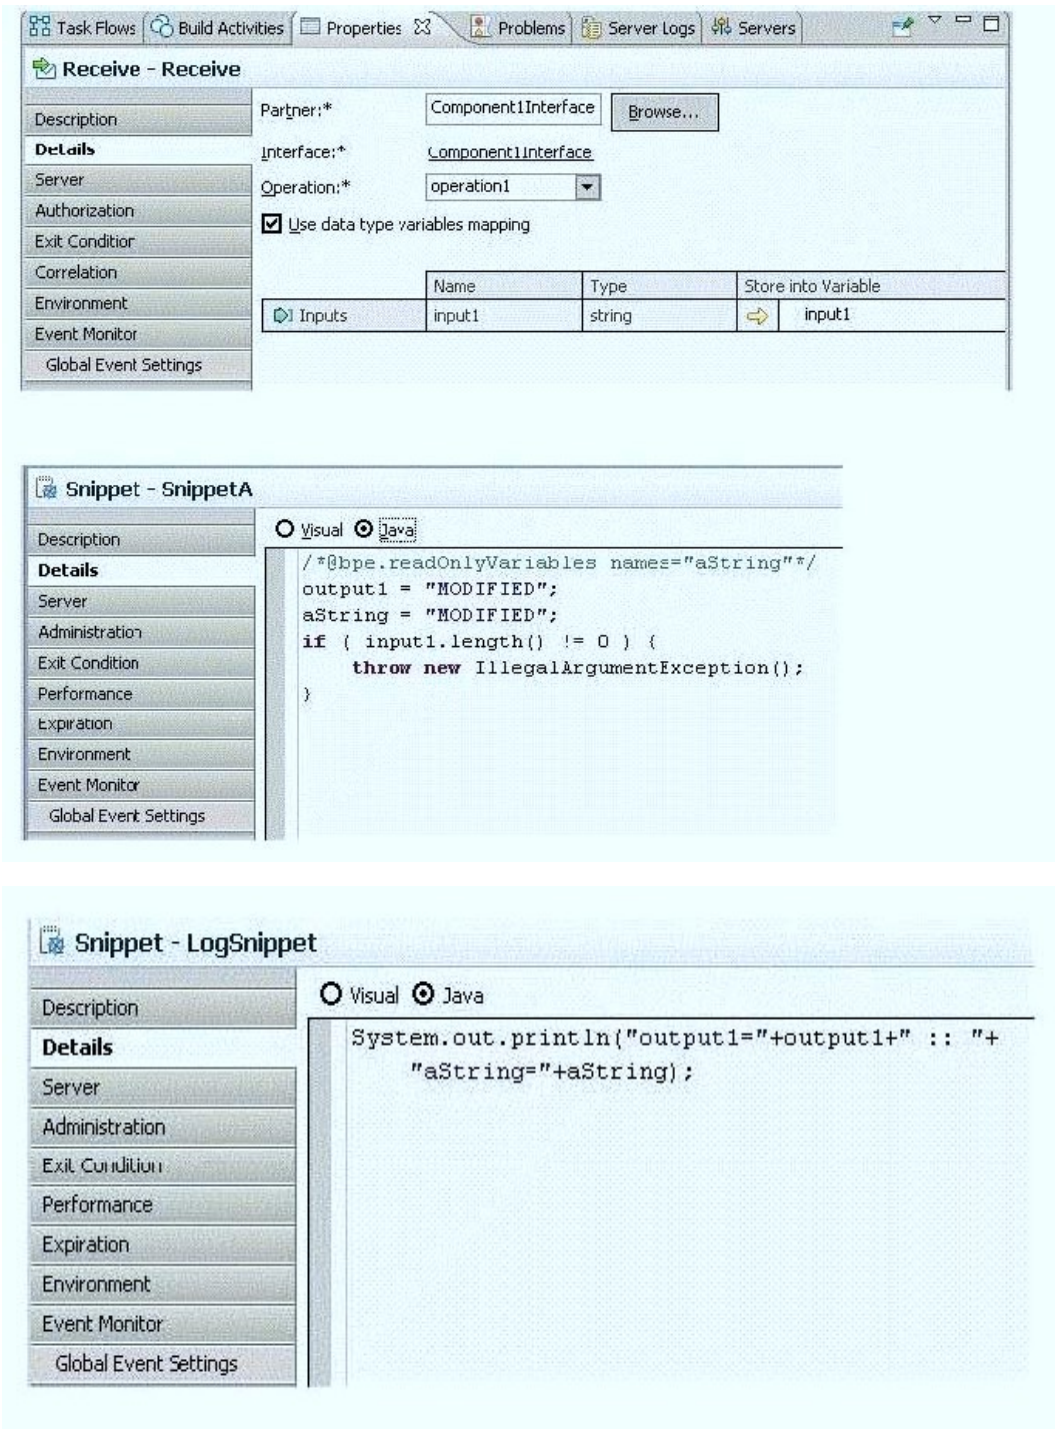 Task Flows Build Activities Properties Problems Server Logs Servers
Receive - Receive
Description
Details
Server
Authorization
Exit Condition
Correlation
Environment
Event Monitor
Global Event Settings
Partner:* Component1Interface Browse...
Interface:* Component1Interface
Operation:* operation1
Use data type variables mapping
Name Type Store into Variable
Inputs input1 string input1
Snippet - SnippetA
Description
Details
Server
Administration
Exit Condition
Performance
Expiration
Environment
Event Monitor
Global Event Settings
Visual Java
/*@bpe.readOnlyVariables names="aString"*/
output1 = "MODIFIED";
aString = "MODIFIED";
if ( input1.length() != 0 ) {
throw new IllegalArgumentException();
}
Snippet - LogSnippet
Description
Details
Server
Administration
Exit Condition
Performance
Expiration
Environment
Event Monitor
Global Event Settings
Visual Java
System.out.println("output1="+output1+" :: "+
"aString="+aString);